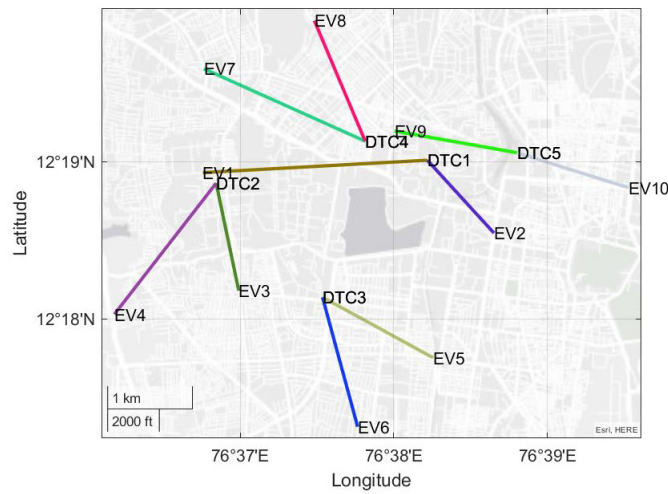 EV8
EV7
EV9
DTC4
DTC5
12°19'N
DTC1
EV1
DTC2
EV10
EV2
EV3
Latitude
DTC3
EV4
12°18'N
EV5
1 km
2000 ft
EV6
Esri, HERE
76°37'E
76°38'E
76°39'E
Longitude